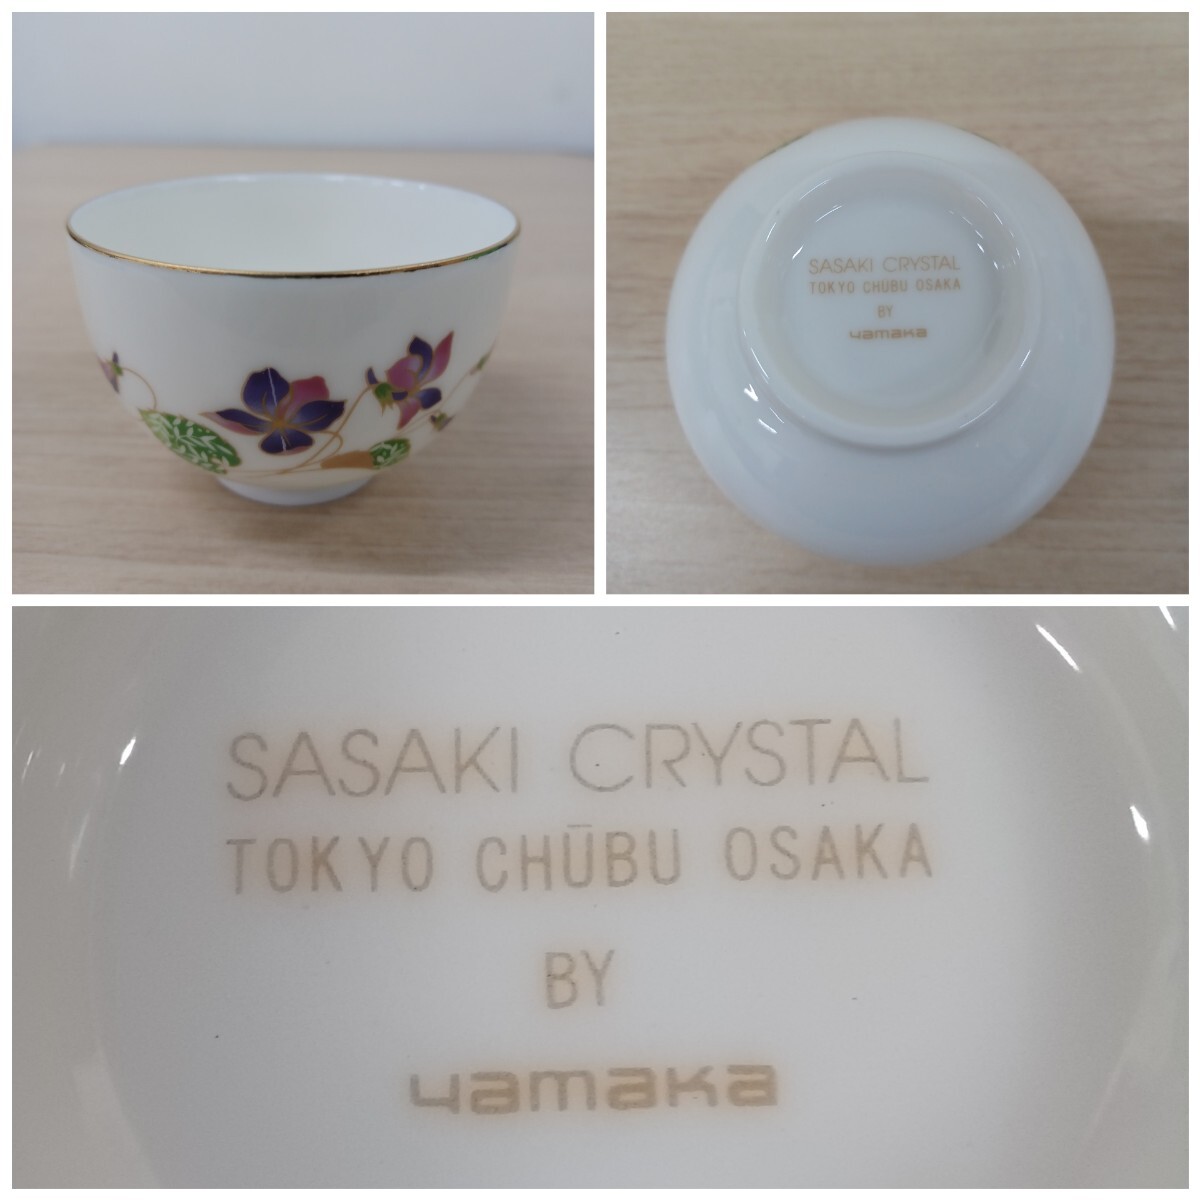 SASAKI CRYSTAL
TOKYO CHŪBU OSAKA
BY
yamaka
SASAKI CRYSTAL
TOKYO CHŪBU OSAKA
BY
yamaka